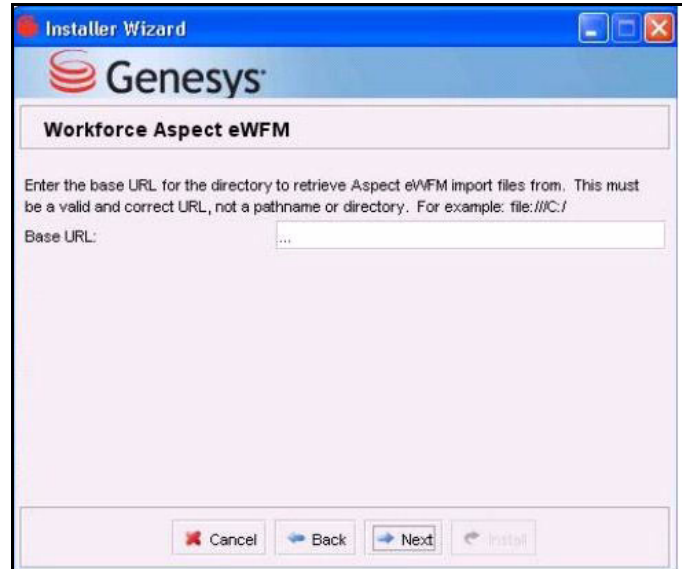 Installer Wizard
Genesys
Workforce Aspect eWFM
Enter the base URL for the directory to retrieve Aspect eWFM import files from. This must
be a valid and correct URL, not a pathname or directory. For example: file:///C:/
Base URL: ...
Cancel Back Next Install